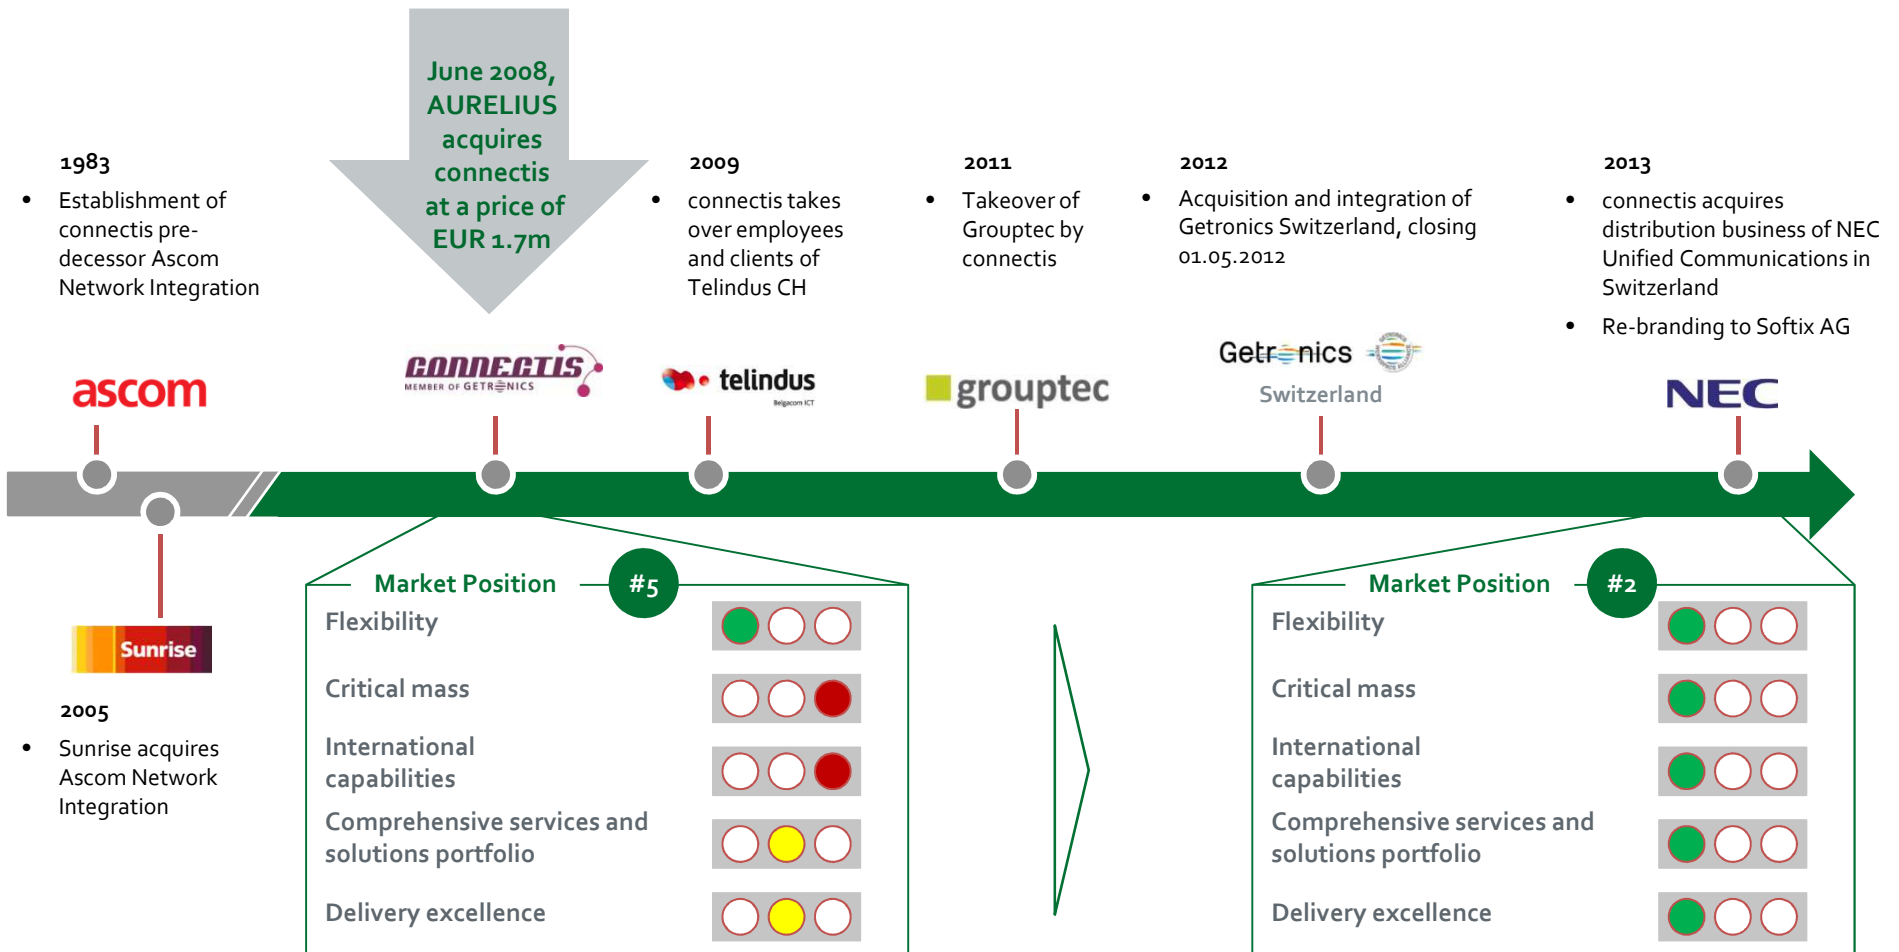 June 2008,
AURELIUS
acquires
connectis
at a price of
EUR 1.7m
1983
• Establishment of
connectis pre-
decessor Ascom
Network Integration
2009
• connectis takes
over employees
and clients of
Telindus CH
2011
• Takeover of
Grouptec by
connectis
2012
• Acquisition and integration of
Getronics Switzerland, closing
01.05.2012
2013
• connectis acquires
distribution business of NEC
Unified Communications in
Switzerland
• Re-branding to Softix AG
ascom
CONNECTIS
MEMBER OF GETRONICS
telindus
Belgacom ICT
grouptec
Getronics
Switzerland
NEC
Sunrise
2005
• Sunrise acquires
Ascom Network
Integration
Market Position #5
Flexibility
Critical mass
International
capabilities
Comprehensive services and
solutions portfolio
Delivery excellence
Market Position #2
Flexibility
Critical mass
International
capabilities
Comprehensive services and
solutions portfolio
Delivery excellence